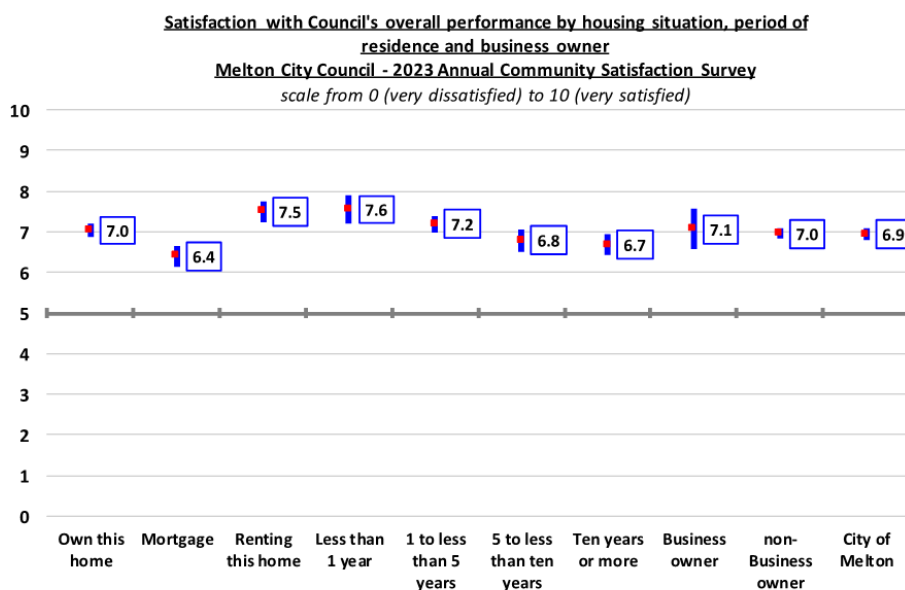 Satisfaction with Council's overall performance by housing situation, period of
residence and business owner
Melton City Council - 2023 Annual Community Satisfaction Survey
scale from 0 (very dissatisfied) to 10 (very satisfied)
10
9
8
7
6
5
4
3
2
1
0
7.0
6.4
7.5
7.6
7.2
6.8
6.7
7.1
7.0
6.9
Own this
home
Mortgage
Renting
this home
Less than
1 year
1 to less
than 5
years
5 to less
than ten
years
Ten years
or more
Business
owner
non-
Business
owner
City of
Melton